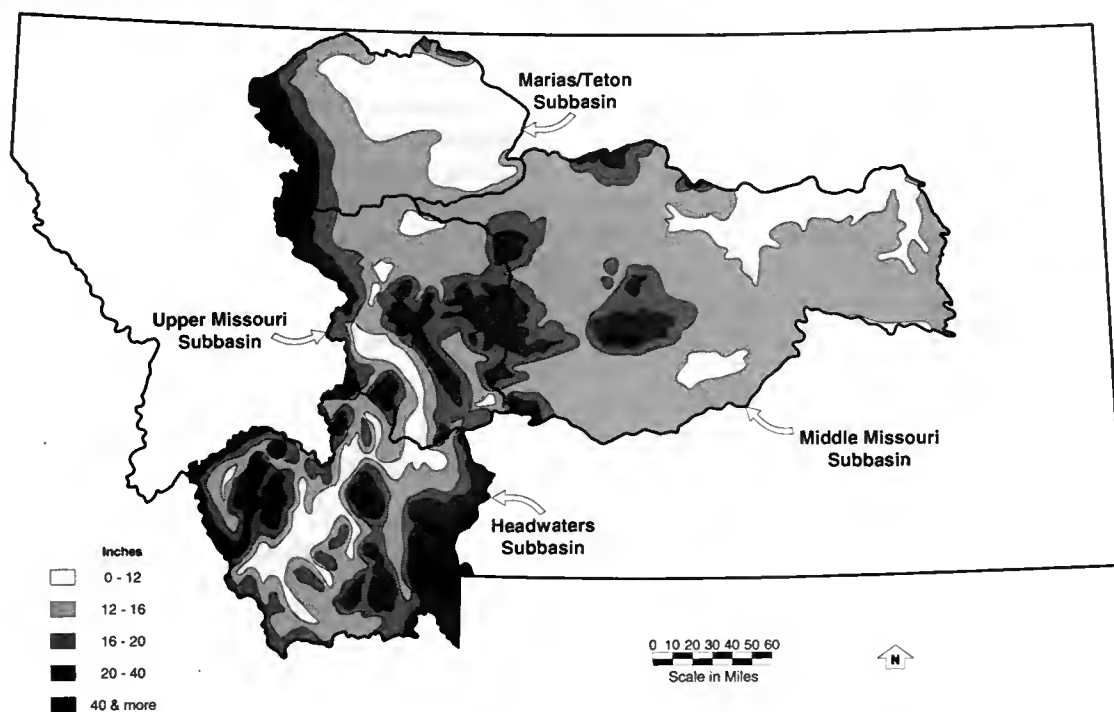 Marias/Teton
Subbasin
Upper Missouri
Subbasin
Middle Missouri
Subbasin
Headwaters
Subbasin
Inches
0 - 12
12 - 16
16 - 20
20 - 40
40 & more
0 10 20 30 40 50 60
Scale in Miles
N